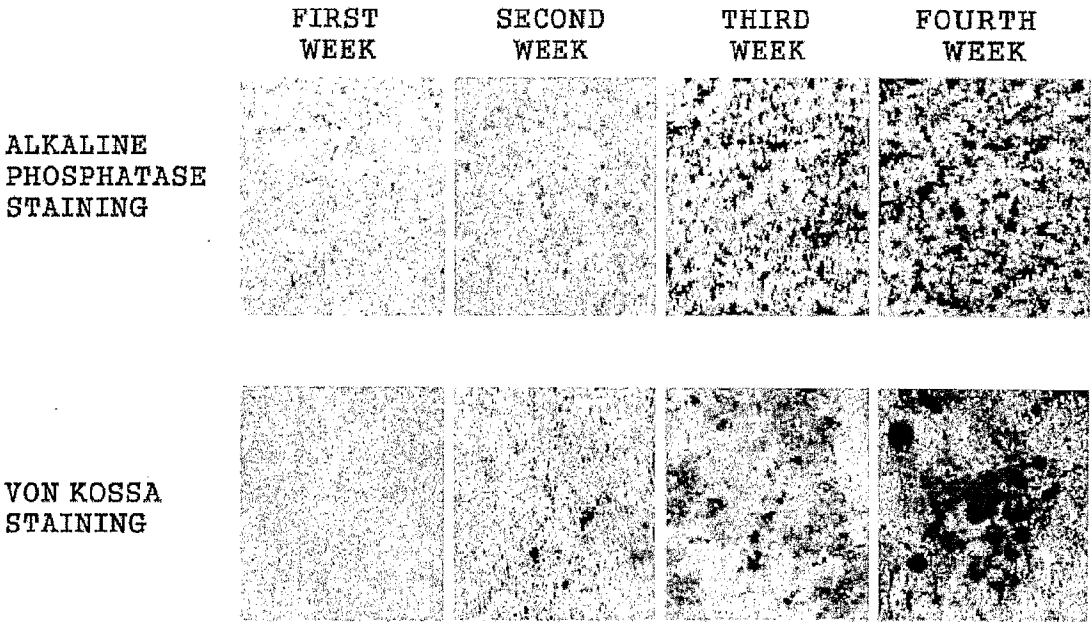 FIRST
WEEK
SECOND
WEEK
THIRD
WEEK
FOURTH
WEEK
ALKALINE
PHOSPHATASE
STAINING
VON KOSSA
STAINING